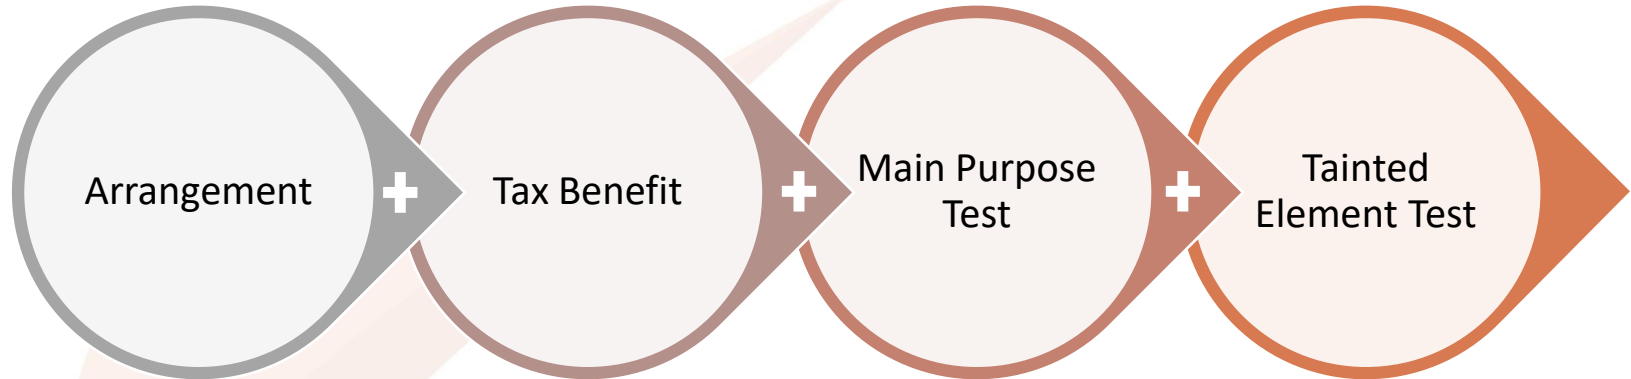 Arrangement
Tax Benefit
Main Purpose
Test
Tainted
Element Test